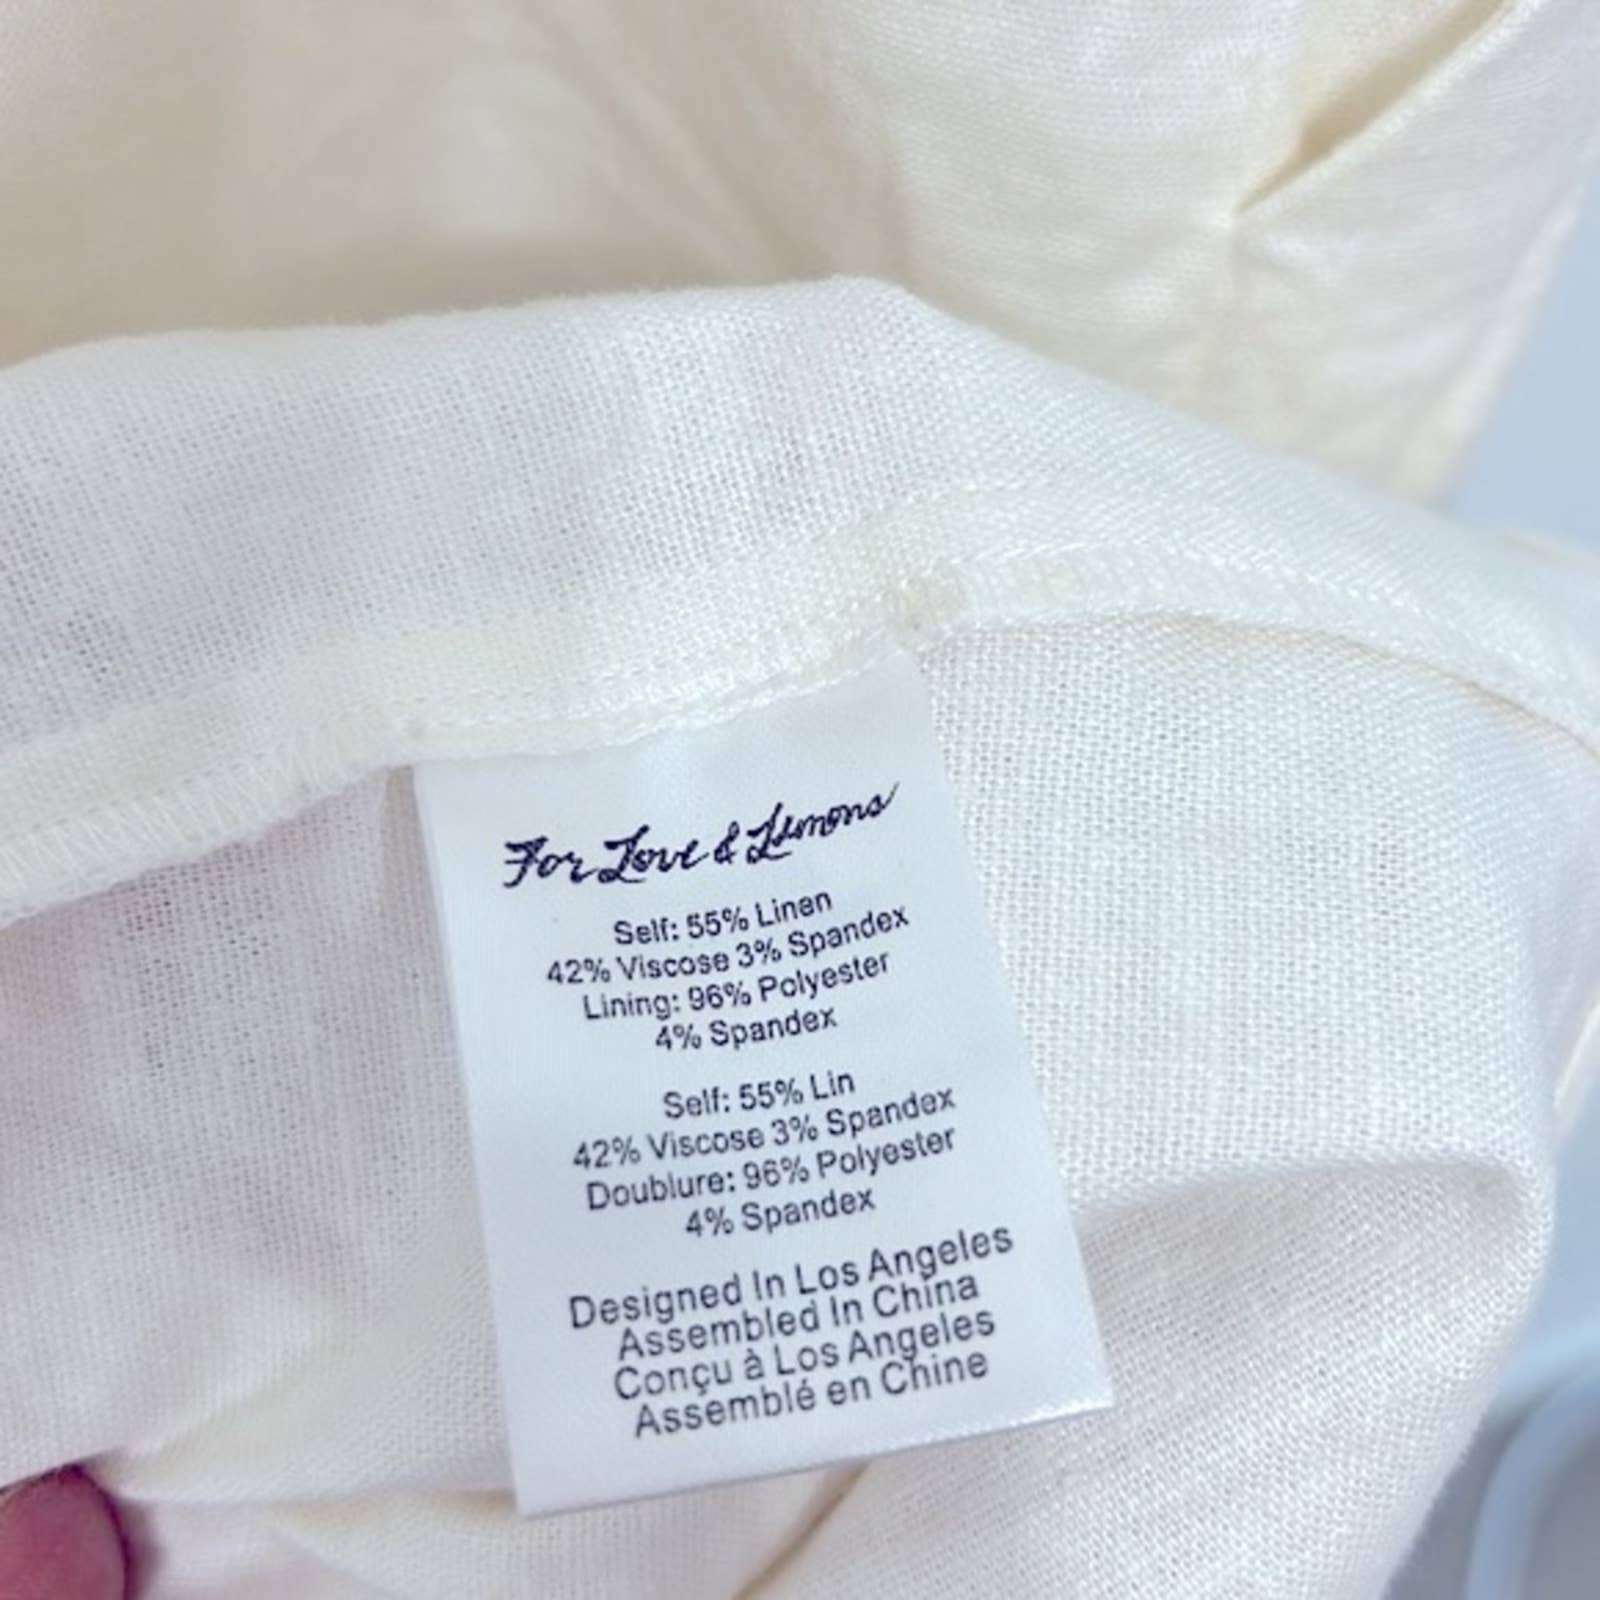 For Love & Lemons
Self: 55% Linen
42% Viscose 3% Spandex
Lining: 96% Polyester
4% Spandex
Self: 55% Lin
42% Viscose 3% Spandex
Doublure: 96% Polyester
4% Spandex
Designed In Los Angeles
Assembled In China
Conçu à Los Angeles
Assemblé en Chine